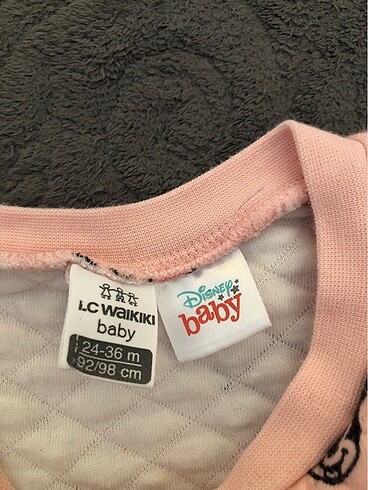 LC WAIKIKI
baby
24-36 m
92/98 cm
Disney
baby